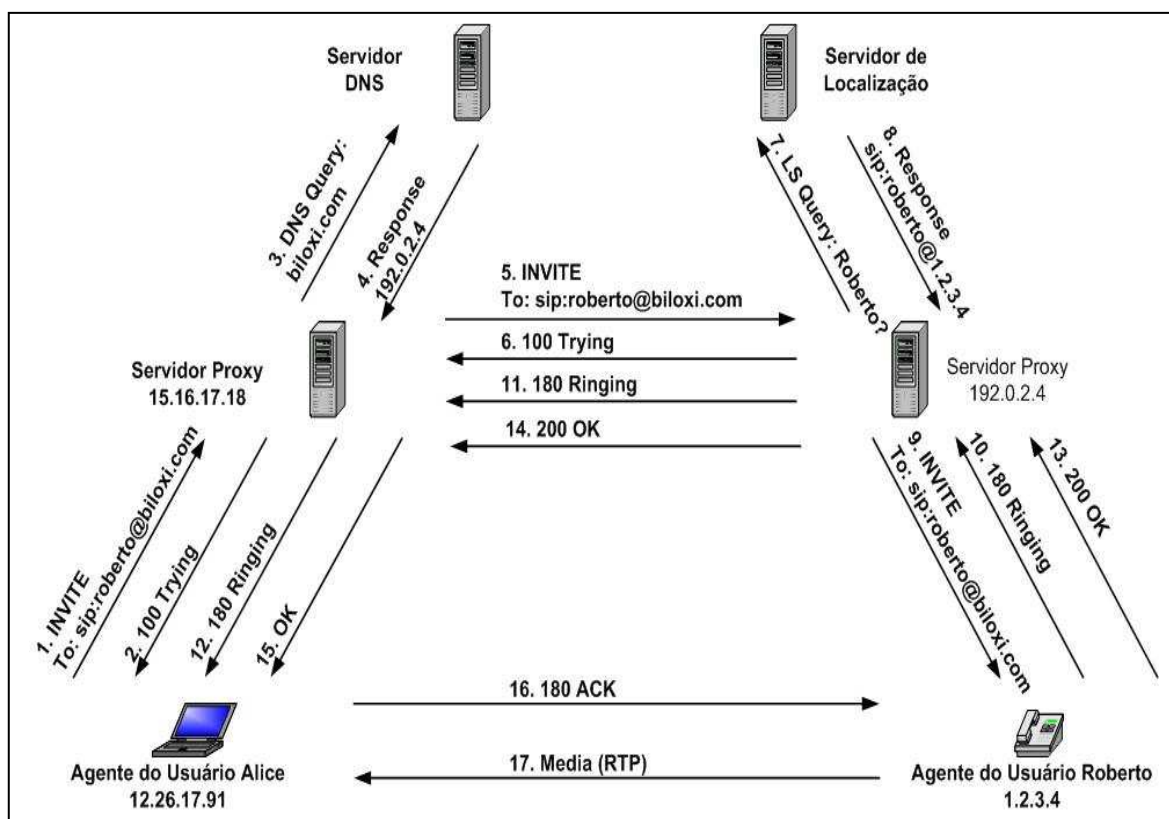 Servidor
DNS
Servidor de
Localização
3. DNS Query:
biloxi.com
4. Response
192.0.2.4
7. LS Query: Roberto?
8. Response
sip:roberto@1.2.3.4
5. INVITE
To: sip:roberto@biloxi.com
6. 100 Trying
11. 180 Ringing
14. 200 OK
Servidor Proxy
15.16.17.18
Servidor Proxy
192.0.2.4
1. INVITE
To: sip:roberto@biloxi.com
2. 100 Trying
12. 180 Ringing
15. OK
9. INVITE
To: sip:roberto@biloxi.com
10. 180 Ringing
13. 200 OK
16. 180 ACK
17. Media (RTP)
Agente do Usuário Alice
12.26.17.91
Agente do Usuário Roberto
1.2.3.4